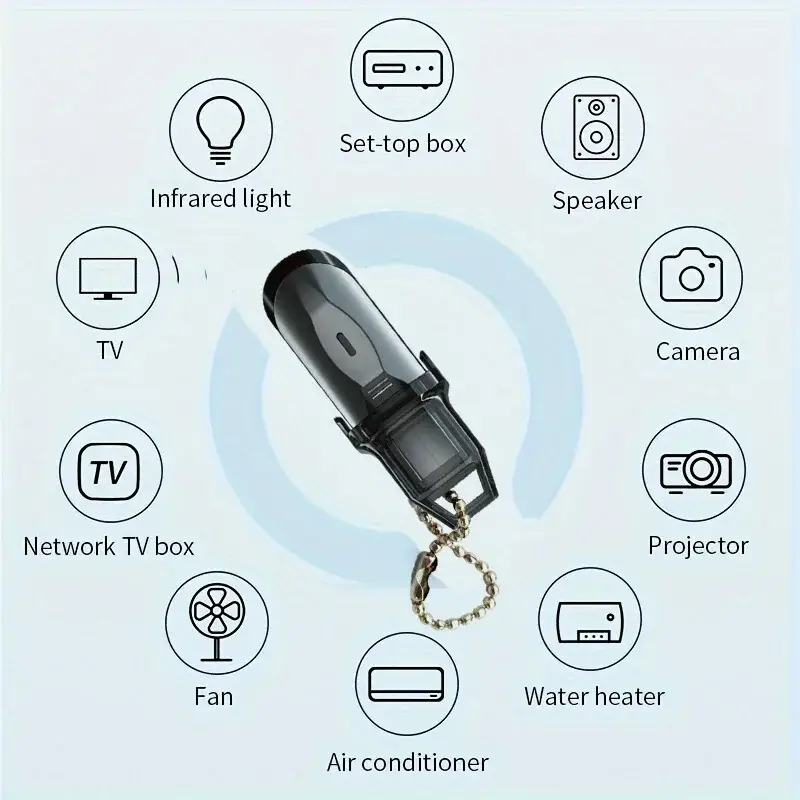 Set-top box
Infrared light
Speaker
TV
Camera
TV
Network TV box
Projector
Fan
Water heater
Air conditioner